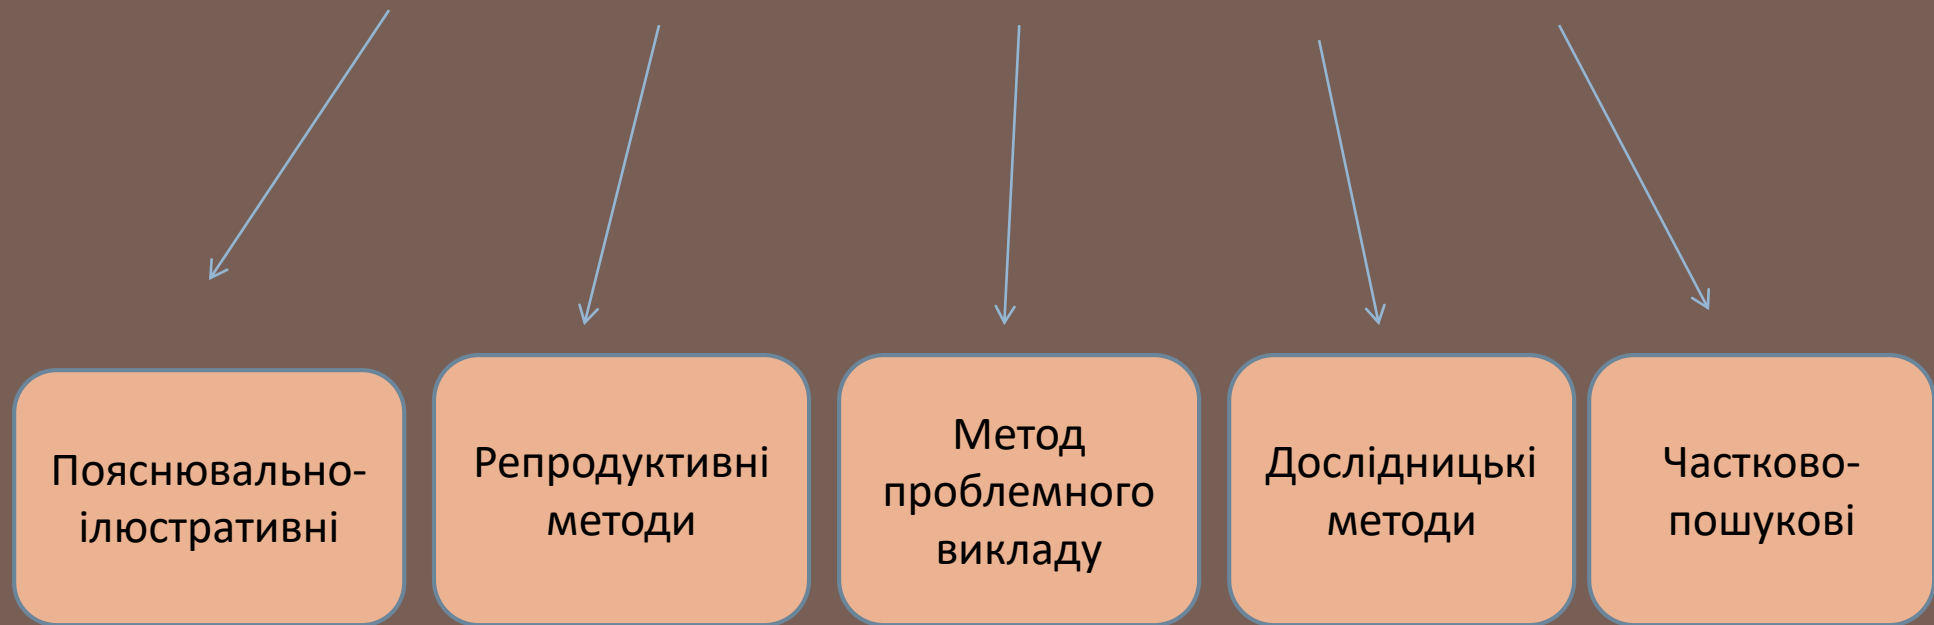 Пояснювально-
ілюстративні
Репродуктивні
методи
Метод
проблемного
викладу
Дослідницькі
методи
Частково-
пошукові